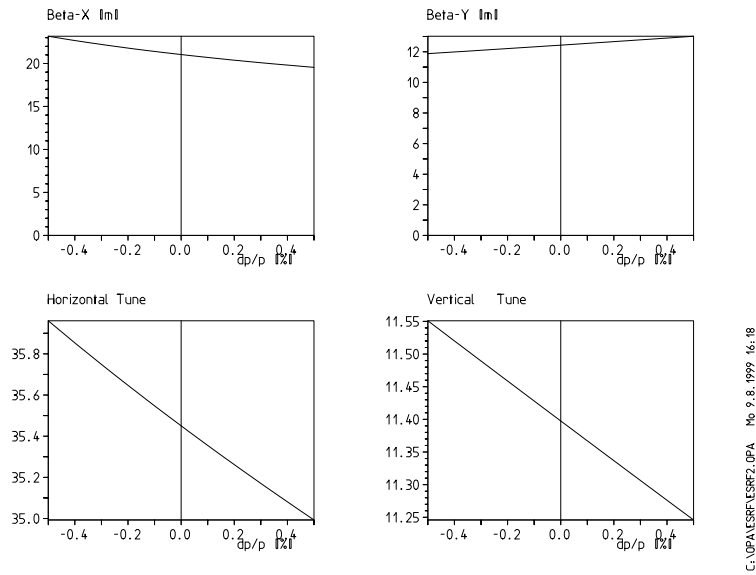 Beta-X [m]
20
15
10
5
0
-0.4 -0.2 0.0 0.2 0.4
dp/p [%]
Beta-Y [m]
12
10
8
6
4
2
0
-0.4 -0.2 0.0 0.2 0.4
dp/p [%]
Horizontal Tune
35.8
35.6
35.4
35.2
35.0
-0.4 -0.2 0.0 0.2 0.4
dp/p [%]
Vertical Tune
11.55
11.50
11.45
11.40
11.35
11.30
11.25
-0.4 -0.2 0.0 0.2 0.4
dp/p [%]
C:\OPA\ESRF\ESRF2.OPA Mo 9.8.1999 16:18